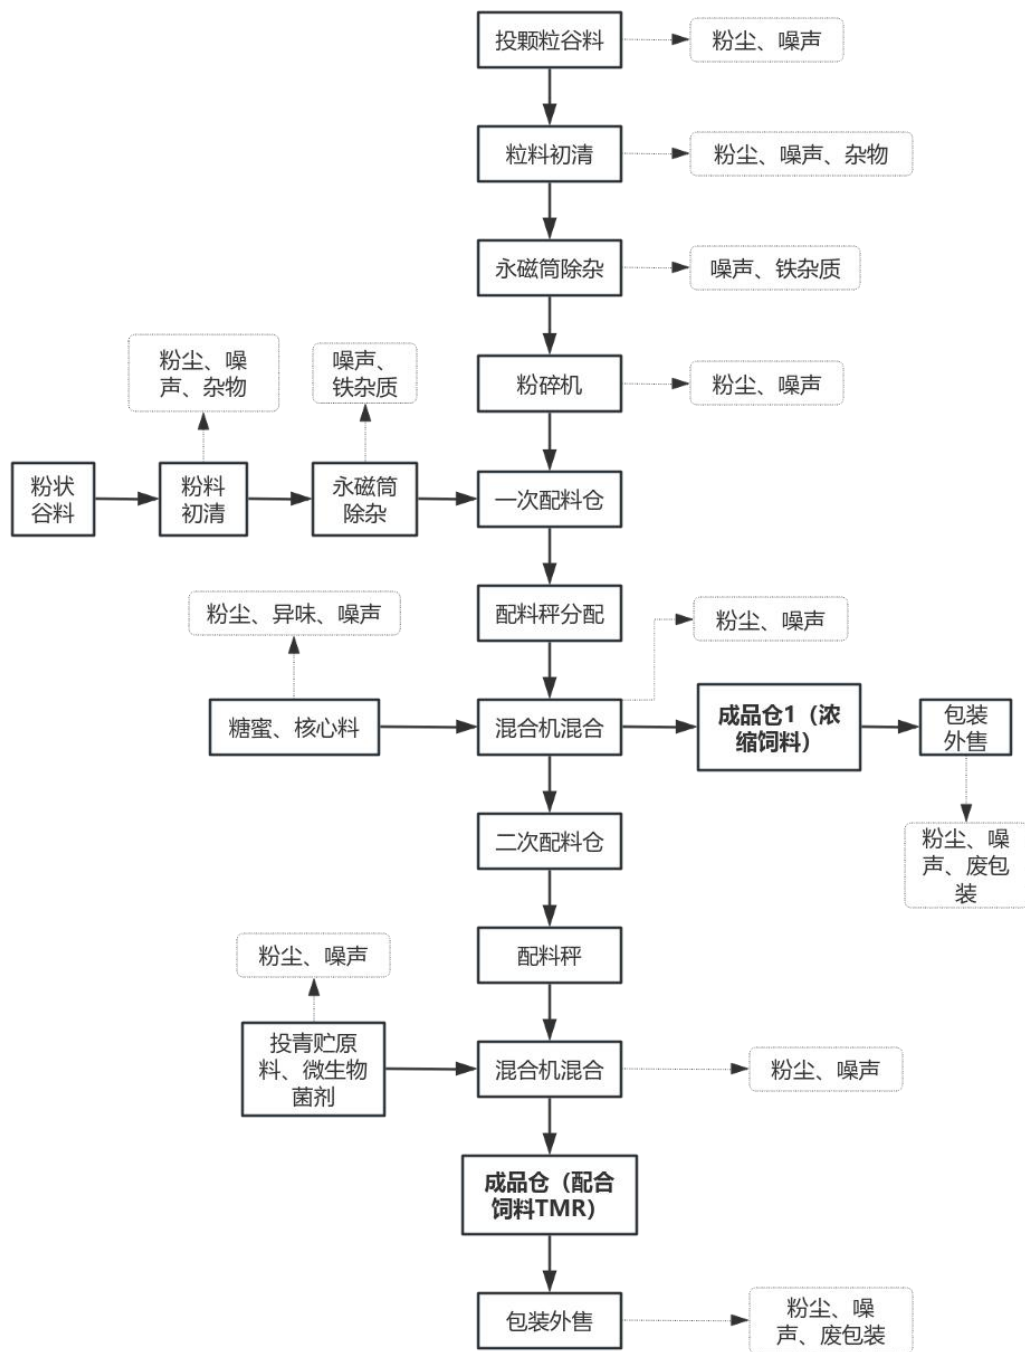 投颗粒谷料
粉尘、噪声
粒料初清
粉尘、噪声、杂物
永磁筒除杂
噪声、铁杂质
粉尘、噪
声、杂物
噪声、
铁杂质
粉碎机
粉尘、噪声
粉状
谷料
粉料
初清
永磁筒
除杂
一次配料仓
粉尘、异味、噪声
配料秤分配
粉尘、噪声
糖蜜、核心料
混合机混合
成品仓1（浓
缩饲料）
包装
外售
粉尘、噪
声、废包
装
二次配料仓
粉尘、噪声
配料秤
投青贮原
料、微生物
菌剂
混合机混合
粉尘、噪声
成品仓（配合
饲料TMR）
包装外售
粉尘、噪
声、废包装